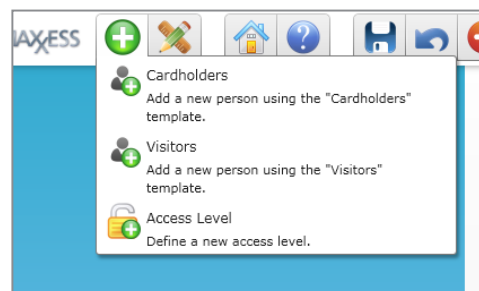 AXXESS
Cardholders
Add a new person using the "Cardholders"
template.
Visitors
Add a new person using the "Visitors"
template.
Access Level
Define a new access level.